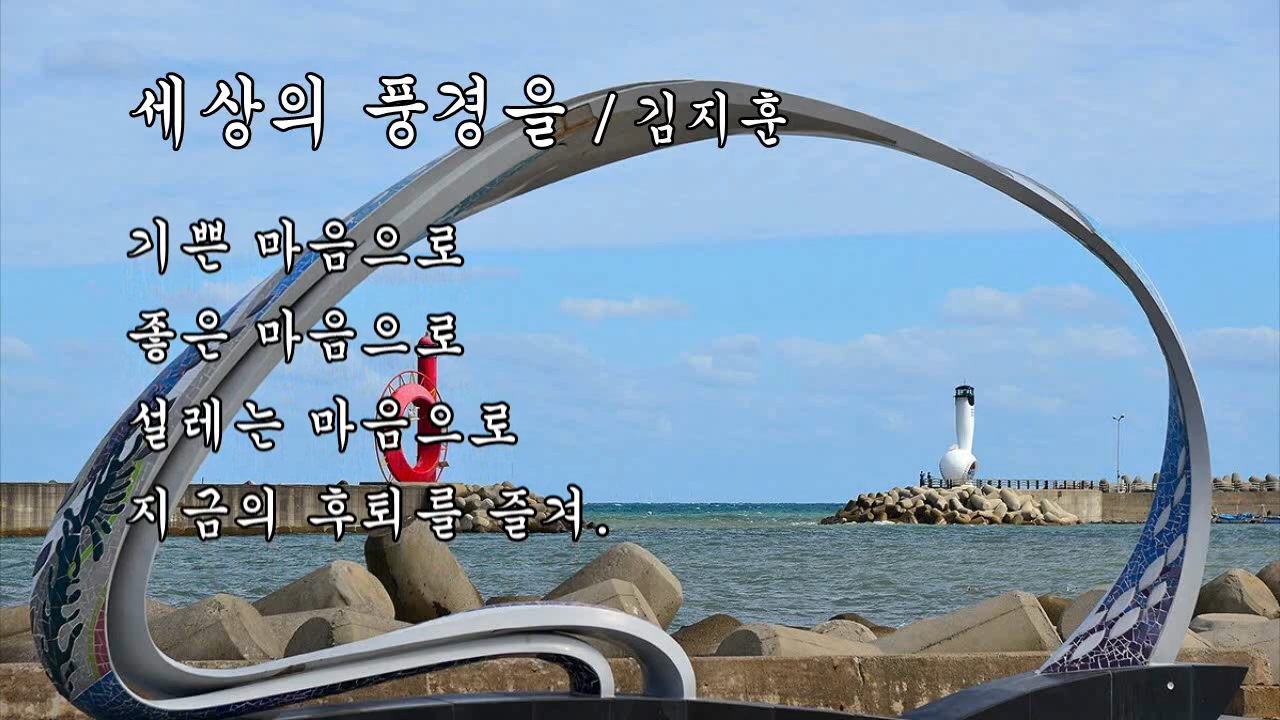 세상의 풍경을 / 김지훈
기쁜 마음으로
좋은 마음으로
설레는 마음으로
지금의 후퇴를 즐겨.